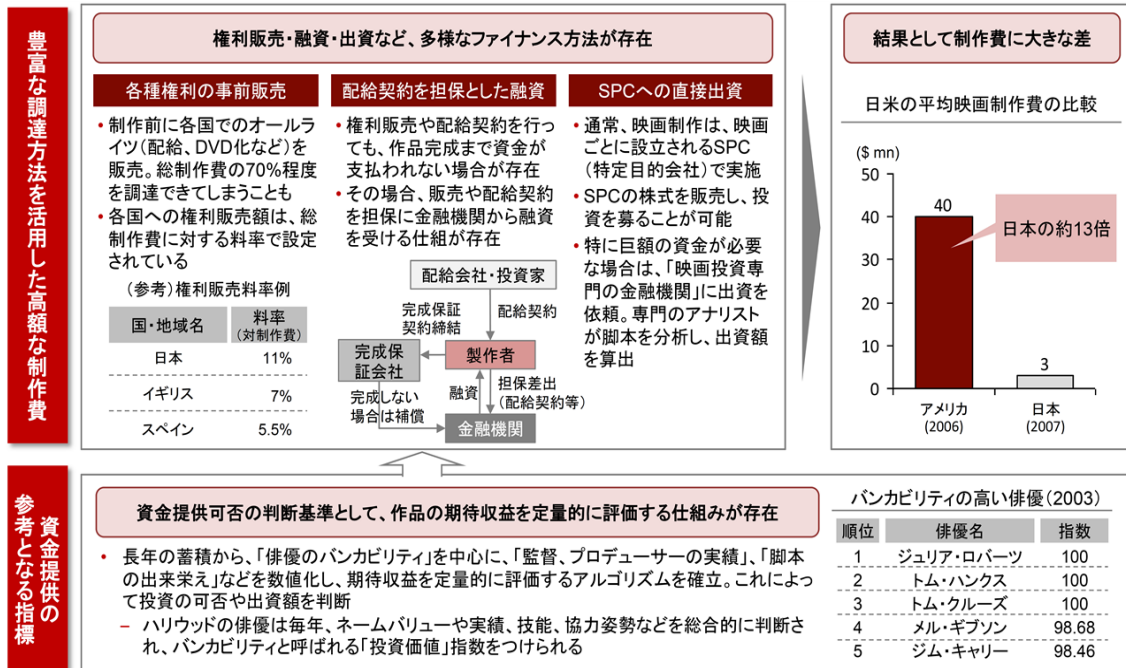 豊富な調達方法を活用した高額な制作費
権利販売・融資・出資など、多様なファイナンス方法が存在
各種権利の事前販売
• 制作前に各国でのオールラ
イツ(配給、DVD化など)を
販売。総制作費の70%程度
を調達できてしまうことも
• 各国への権利販売額は、総
制作費に対する料率で設定
されている
(参考)権利販売料率例
国・地域名
料率
(対制作費)
日本 11%
イギリス 7%
スペイン 5.5%
配給契約を担保とした融資
• 権利販売や配給契約を行っ
ても、作品完成まで資金が
支払われない場合が存在
• その場合、販売や配給契約
を担保に金融機関から融資
を受ける仕組が存在
配給会社・投資家
完成保証
契約締結
配給契約
完成保
証会社
製作者
完成しない
場合は補償
融資
担保差出
(配給契約等)
金融機関
SPCへの直接出資
• 通常、映画制作は、映画
ごとに設立されるSPC
(特定目的会社)で実施
• SPCの株式を販売し、投
資を募ることが可能
• 特に巨額の資金が必要
な場合は、「映画投資専
門の金融機関」に出資を
依頼。専門のアナリスト
が脚本を分析し、出資額
を算出
結果として制作費に大きな差
日米の平均映画制作費の比較
($ mn)
50
40
30
20
10
0
40
日本の約13倍
3
アメリカ
(2006)
日本
(2007)
資金提供の
参考となる指標
資金提供可否の判断基準として、作品の期待収益を定量的に評価する仕組みが存在
• 長年の蓄積から、「俳優のバンカビリティ」を中心に、「監督、プロデューサーの実績」、「脚本
の出来栄え」などを数値化し、期待収益を定量的に評価するアルゴリズムを確立。これによっ
て投資の可否や出資額を判断
– ハリウッドの俳優は毎年、ネームバリューや実績、技能、協力姿勢などを総合的に判断さ
れ、バンカビリティと呼ばれる「投資価値」指数をつけられる
バンカビリティの高い俳優(2003)
順位 俳優名 指数
1 ジュリア・ロバーツ 100
2 トム・ハンクス 100
3 トム・クルーズ 100
4 メル・ギブソン 98.68
5 ジム・キャリー 98.46